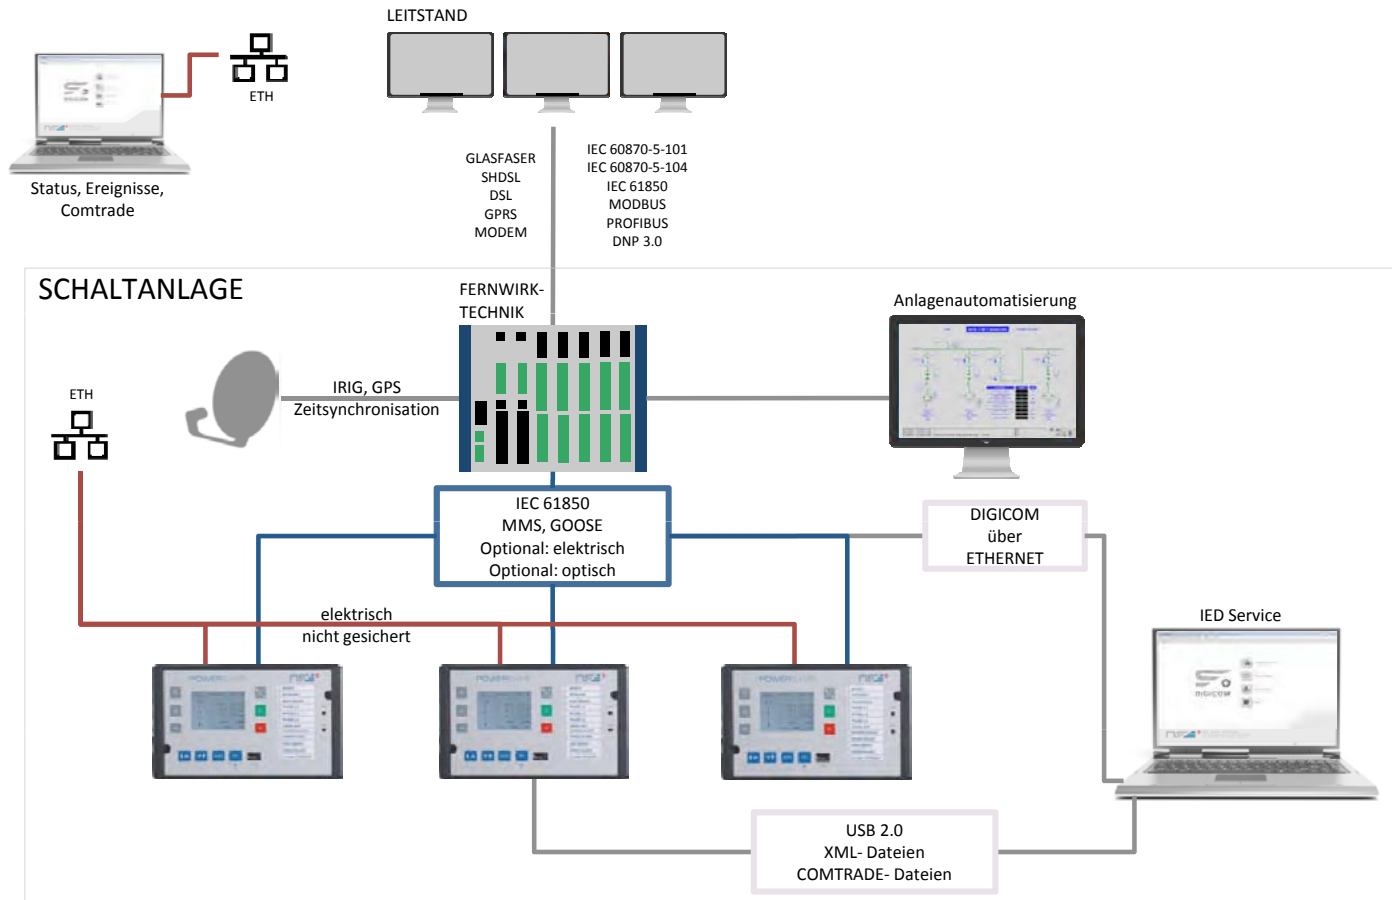 LEITSTAND
ETH
Status, Ereignisse,
Comtrade
GLASFASER
SHDSL
DSL
GPRS
MODEM
IEC 60870-5-101
IEC 60870-5-104
IEC 61850
MODBUS
PROFIBUS
DNP 3.0
SCHALTANLAGE
FERNWIRK-
TECHNIK
Anlagenautomatisierung
IRIG, GPS
Zeitsynchronisation
ETH
IEC 61850
MMS, GOOSE
Optional: elektrisch
Optional: optisch
DIGICOM
über
ETHERNET
elektrisch
nicht gesichert
IED Service
DIGICOM
USB 2.0
XML- Dateien
COMTRADE- Dateien